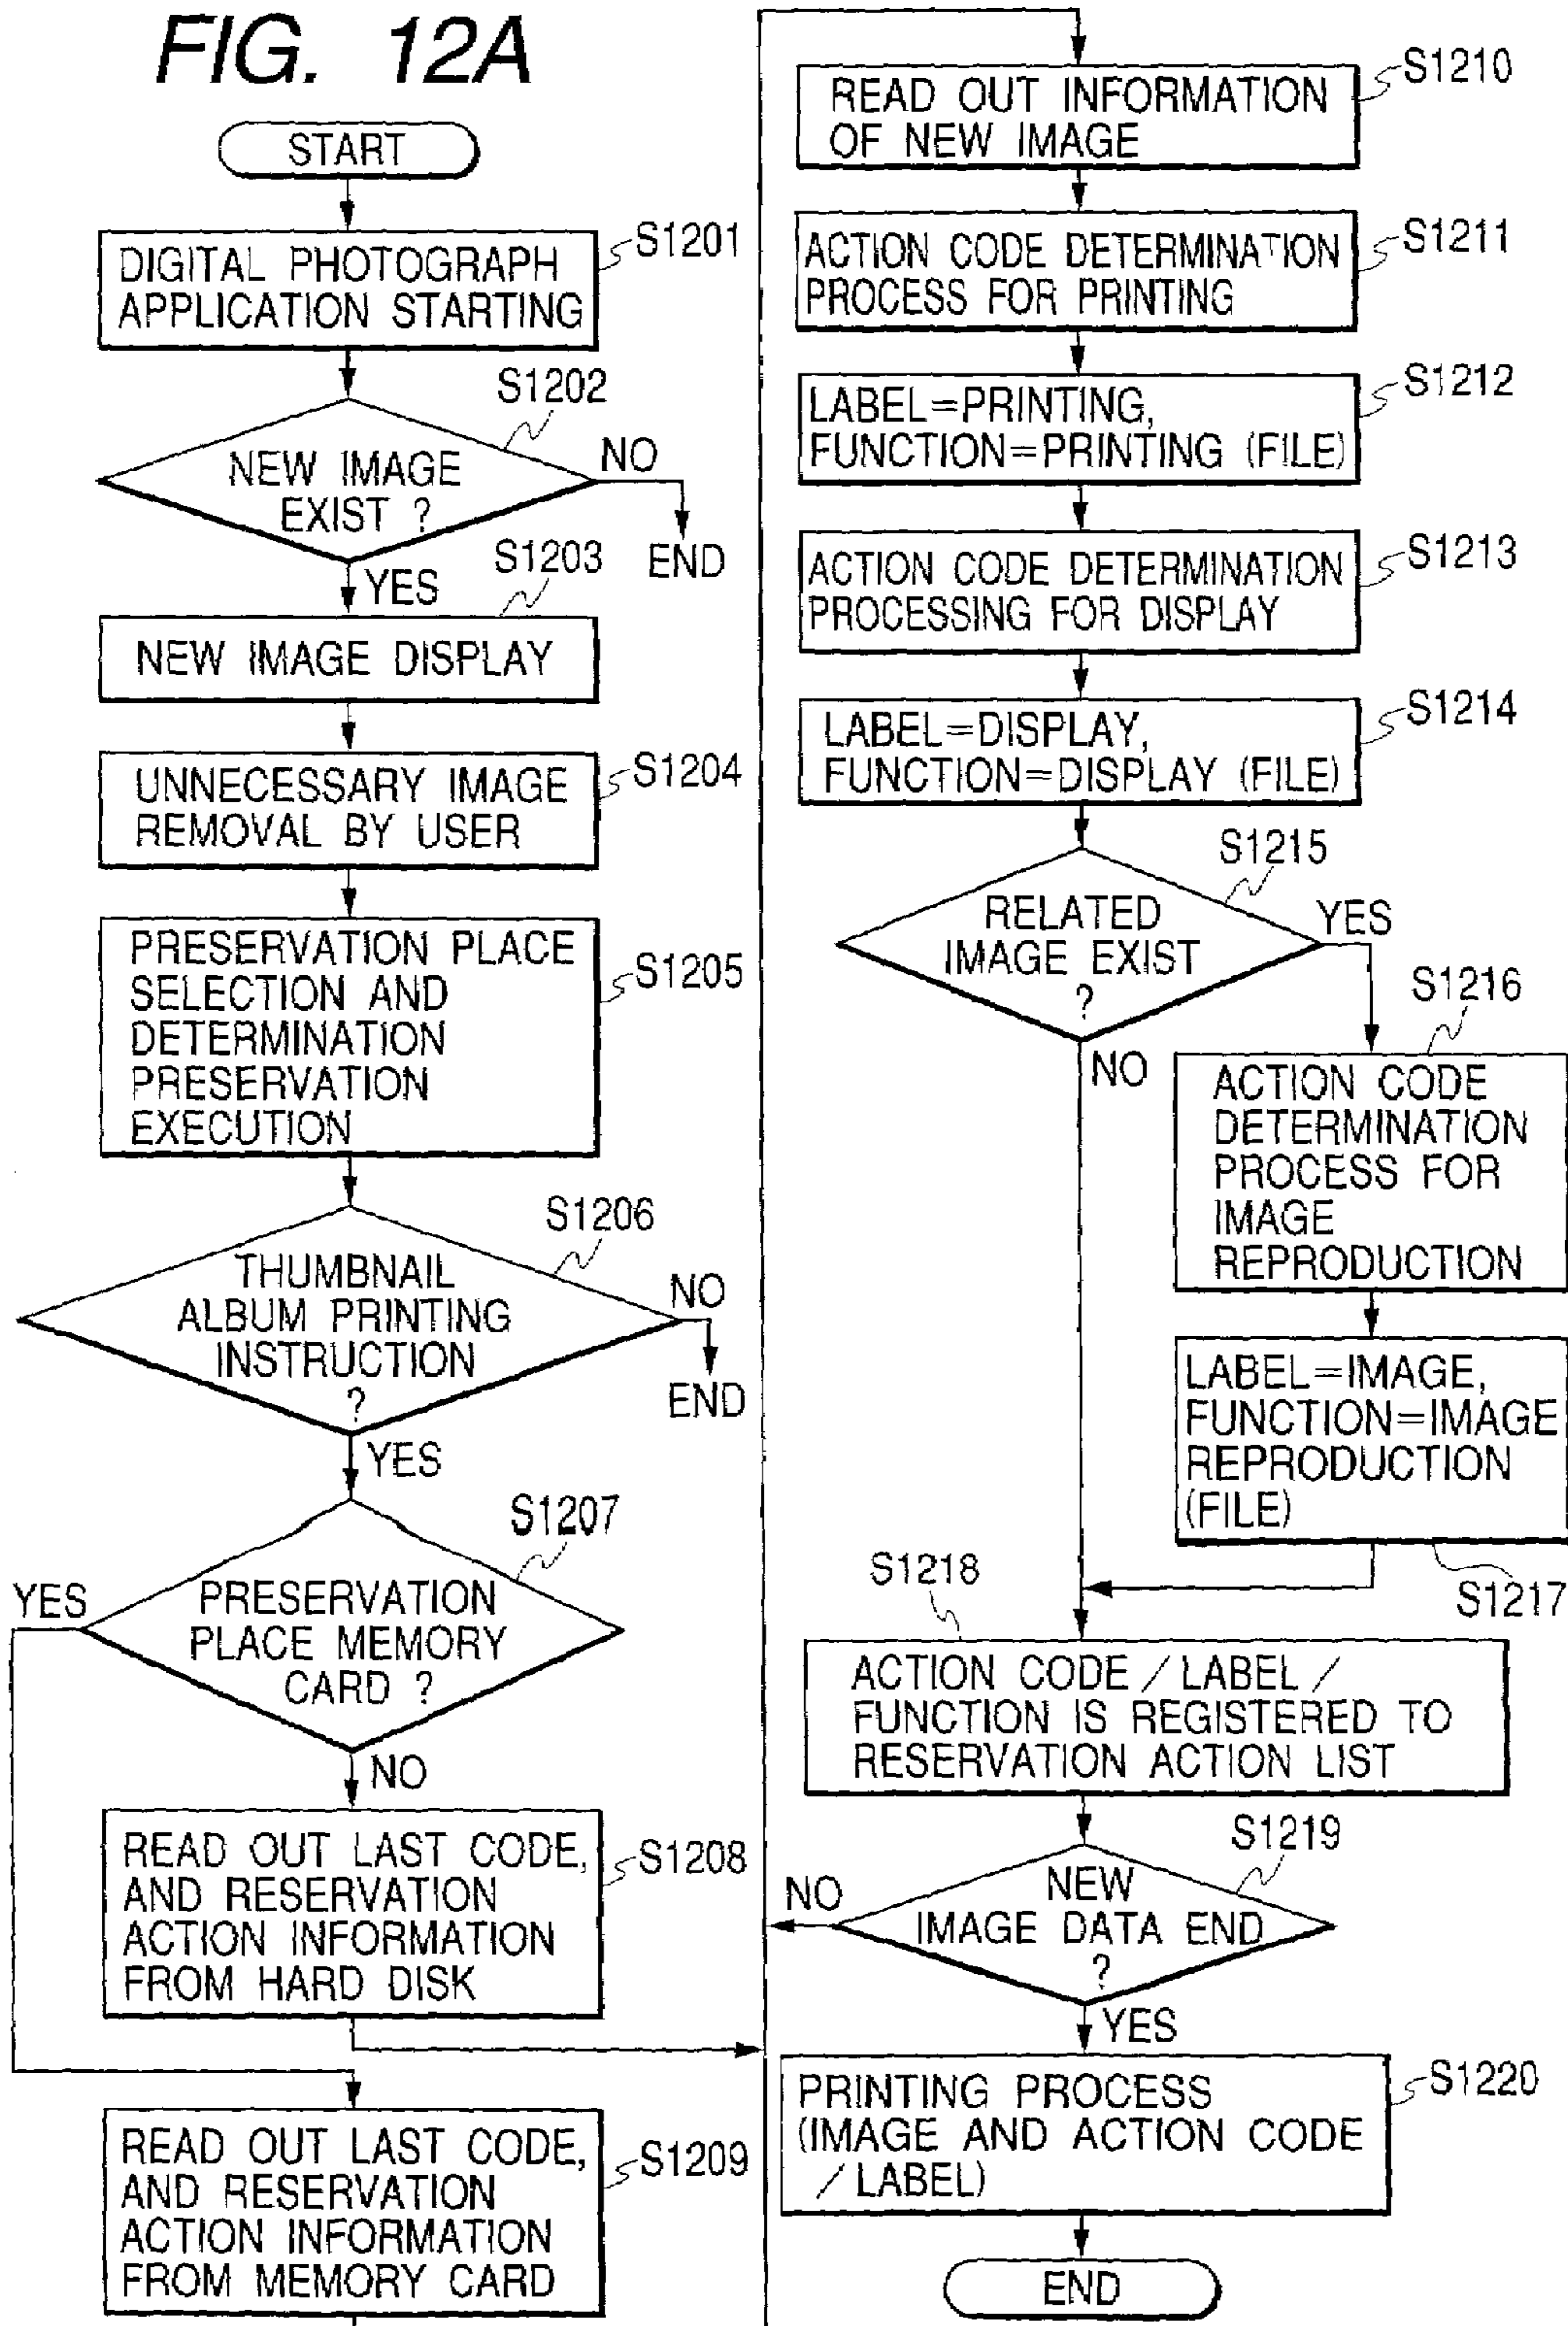 FIG. 12A
START
DIGITAL PHOTOGRAPH
APPLICATION STARTING
S1201
S1202
NEW IMAGE
EXIST ?
NO
END
YES
S1203
NEW IMAGE DISPLAY
UNNECESSARY IMAGE
REMOVAL BY USER
S1204
PRESERVATION PLACE
SELECTION AND
DETERMINATION
PRESERVATION
EXECUTION
S1205
S1206
THUMBNAIL
ALBUM PRINTING
INSTRUCTION
?
NO
END
YES
S1207
YES
PRESERVATION
PLACE MEMORY
CARD ?
NO
READ OUT LAST CODE,
AND RESERVATION
ACTION INFORMATION
FROM HARD DISK
S1208
READ OUT LAST CODE,
AND RESERVATION
ACTION INFORMATION
FROM MEMORY CARD
S1209
READ OUT INFORMATION
OF NEW IMAGE
S1210
ACTION CODE DETERMINATION
PROCESS FOR PRINTING
S1211
LABEL=PRINTING,
FUNCTION=PRINTING (FILE)
S1212
ACTION CODE DETERMINATION
PROCESSING FOR DISPLAY
S1213
LABEL=DISPLAY,
FUNCTION=DISPLAY (FILE)
S1214
S1215
RELATED
IMAGE EXIST
?
YES
NO
S1216
ACTION CODE
DETERMINATION
PROCESS FOR
IMAGE
REPRODUCTION
LABEL=IMAGE,
FUNCTION=IMAGE
REPRODUCTION
(FILE)
S1217
S1218
ACTION CODE / LABEL /
FUNCTION IS REGISTERED TO
RESERVATION ACTION LIST
S1219
NO
NEW
IMAGE DATA END
?
YES
PRINTING PROCESS
(IMAGE AND ACTION CODE
/ LABEL)
S1220
END